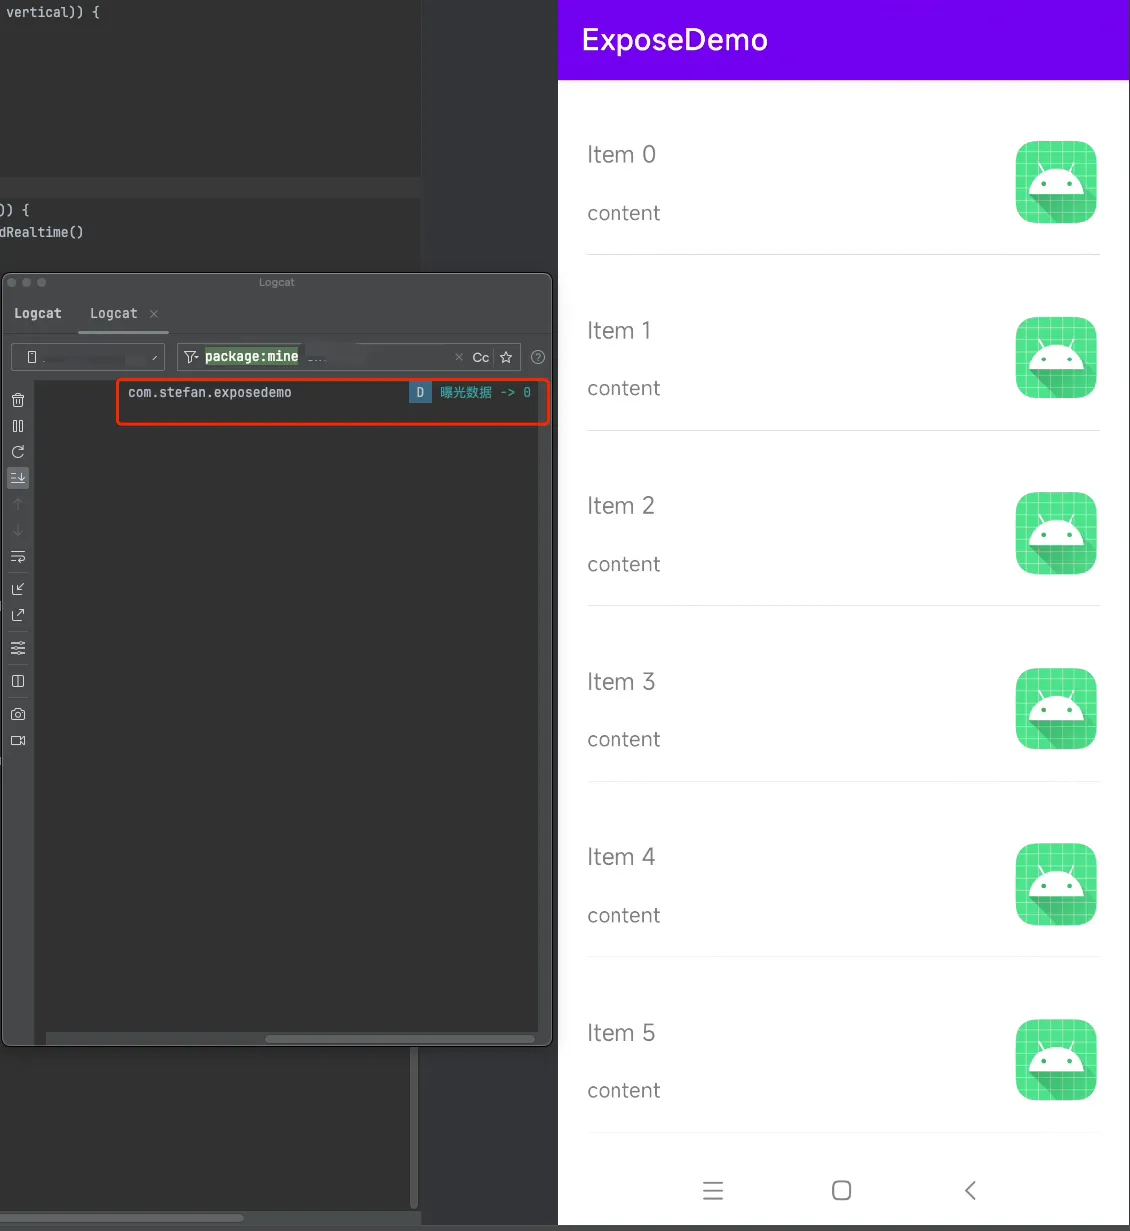 vertical)) {
)) {
dRealtime()
Logcat
Logcat
Logcat
package:mine
Cc
com.stefan.exposedemo D 曝光数据 -> 0
ExposeDemo
Item 0
content
Item 1
content
Item 2
content
Item 3
content
Item 4
content
Item 5
content